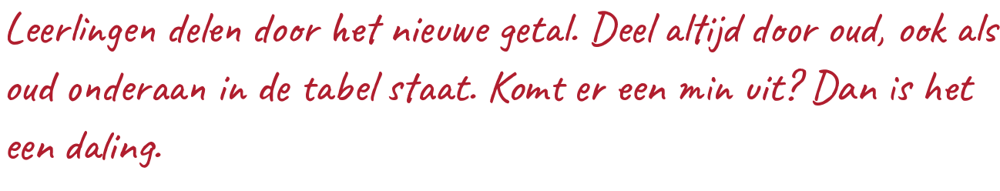 Leerlingen delen door het nieuwe getal. Deel altijd door oud, ook als
oud onderaan in de tabel staat. Komt er een min uit? Dan is het
een daling.